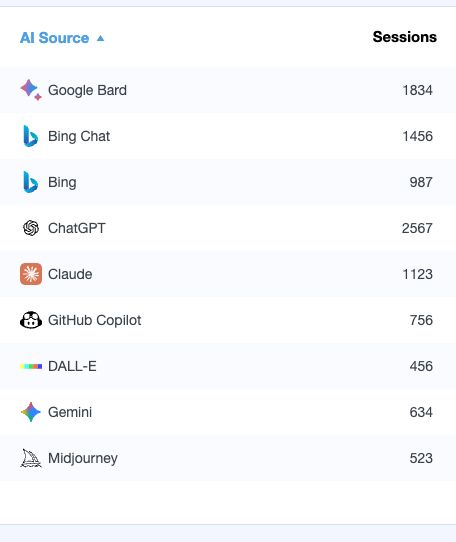 AI Source ▲ Sessions
Google Bard 1834
Bing Chat 1456
Bing 987
ChatGPT 2567
Claude 1123
GitHub Copilot 756
DALL-E 456
Gemini 634
Midjourney 523